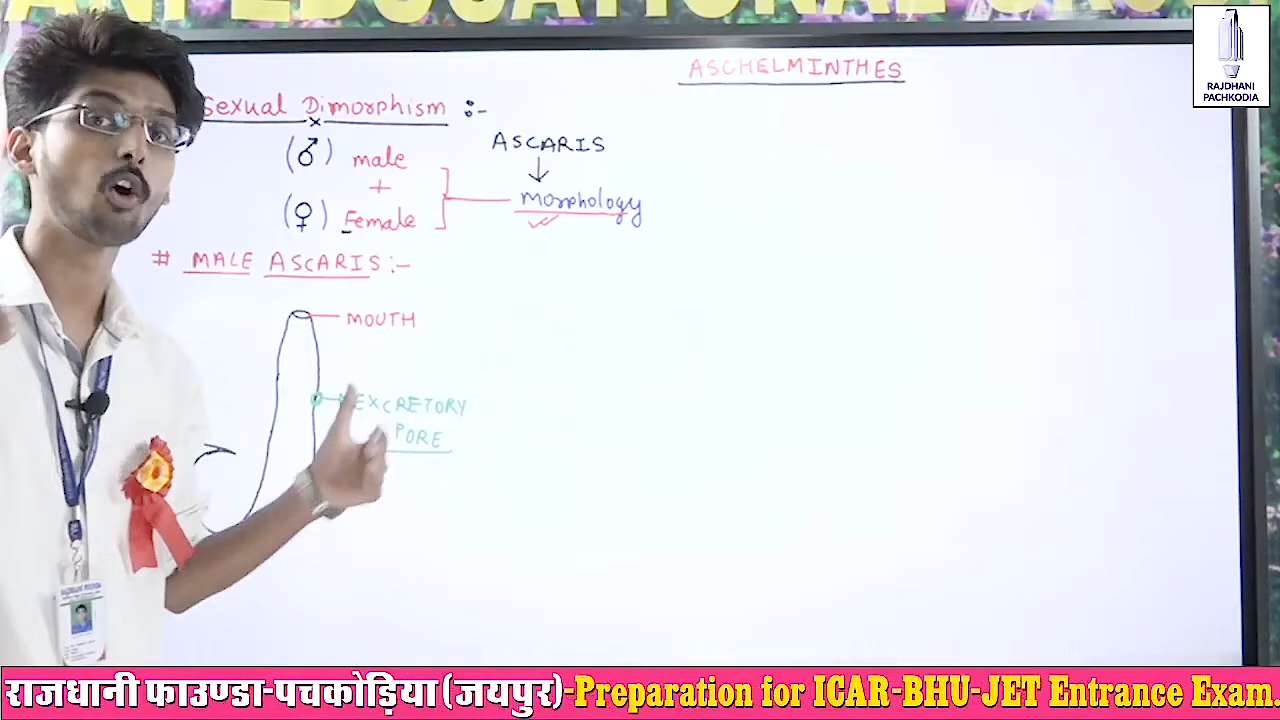 EDUCATIONAL
RAJDHANI
PACHKODIA
ASCHELMINTHES
Sexual Dimorphism :-
(♂) male
+
(♀) Female
ASCARIS
↓
morphology
# MALE ASCARIS :-
MOUTH
EXCRETORY
PORE
राजधानी फाउण्डा-पचकोड़िया (जयपुर)-Preparation for ICAR-BHU-JET Entrance Exam.